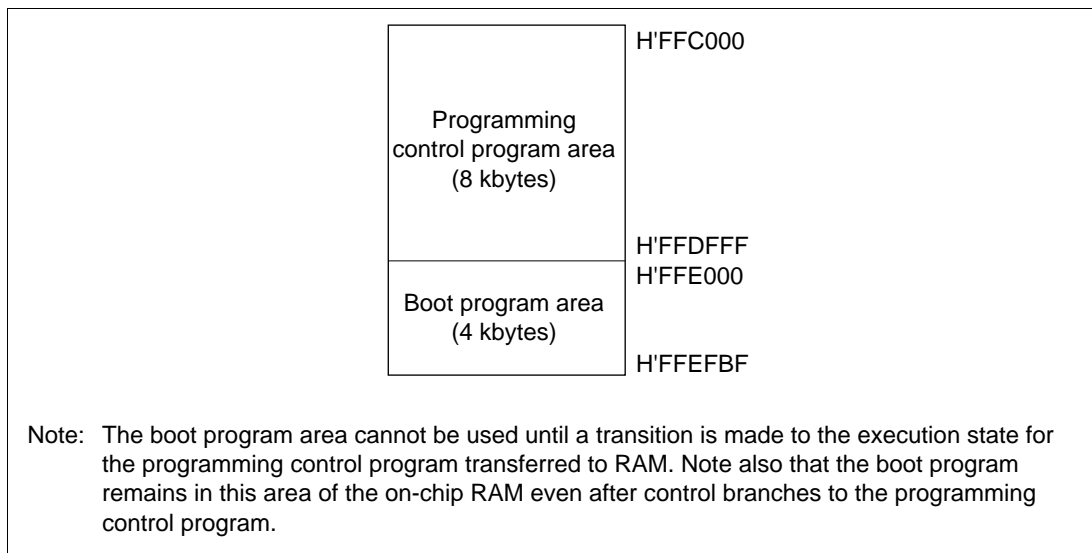 H'FFC000
Programming
control program area
(8 kbytes)
H'FFDFFF
H'FFE000
Boot program area
(4 kbytes)
H'FFEFBF
Note: The boot program area cannot be used until a transition is made to the execution state for
the programming control program transferred to RAM. Note also that the boot program
remains in this area of the on-chip RAM even after control branches to the programming
control program.